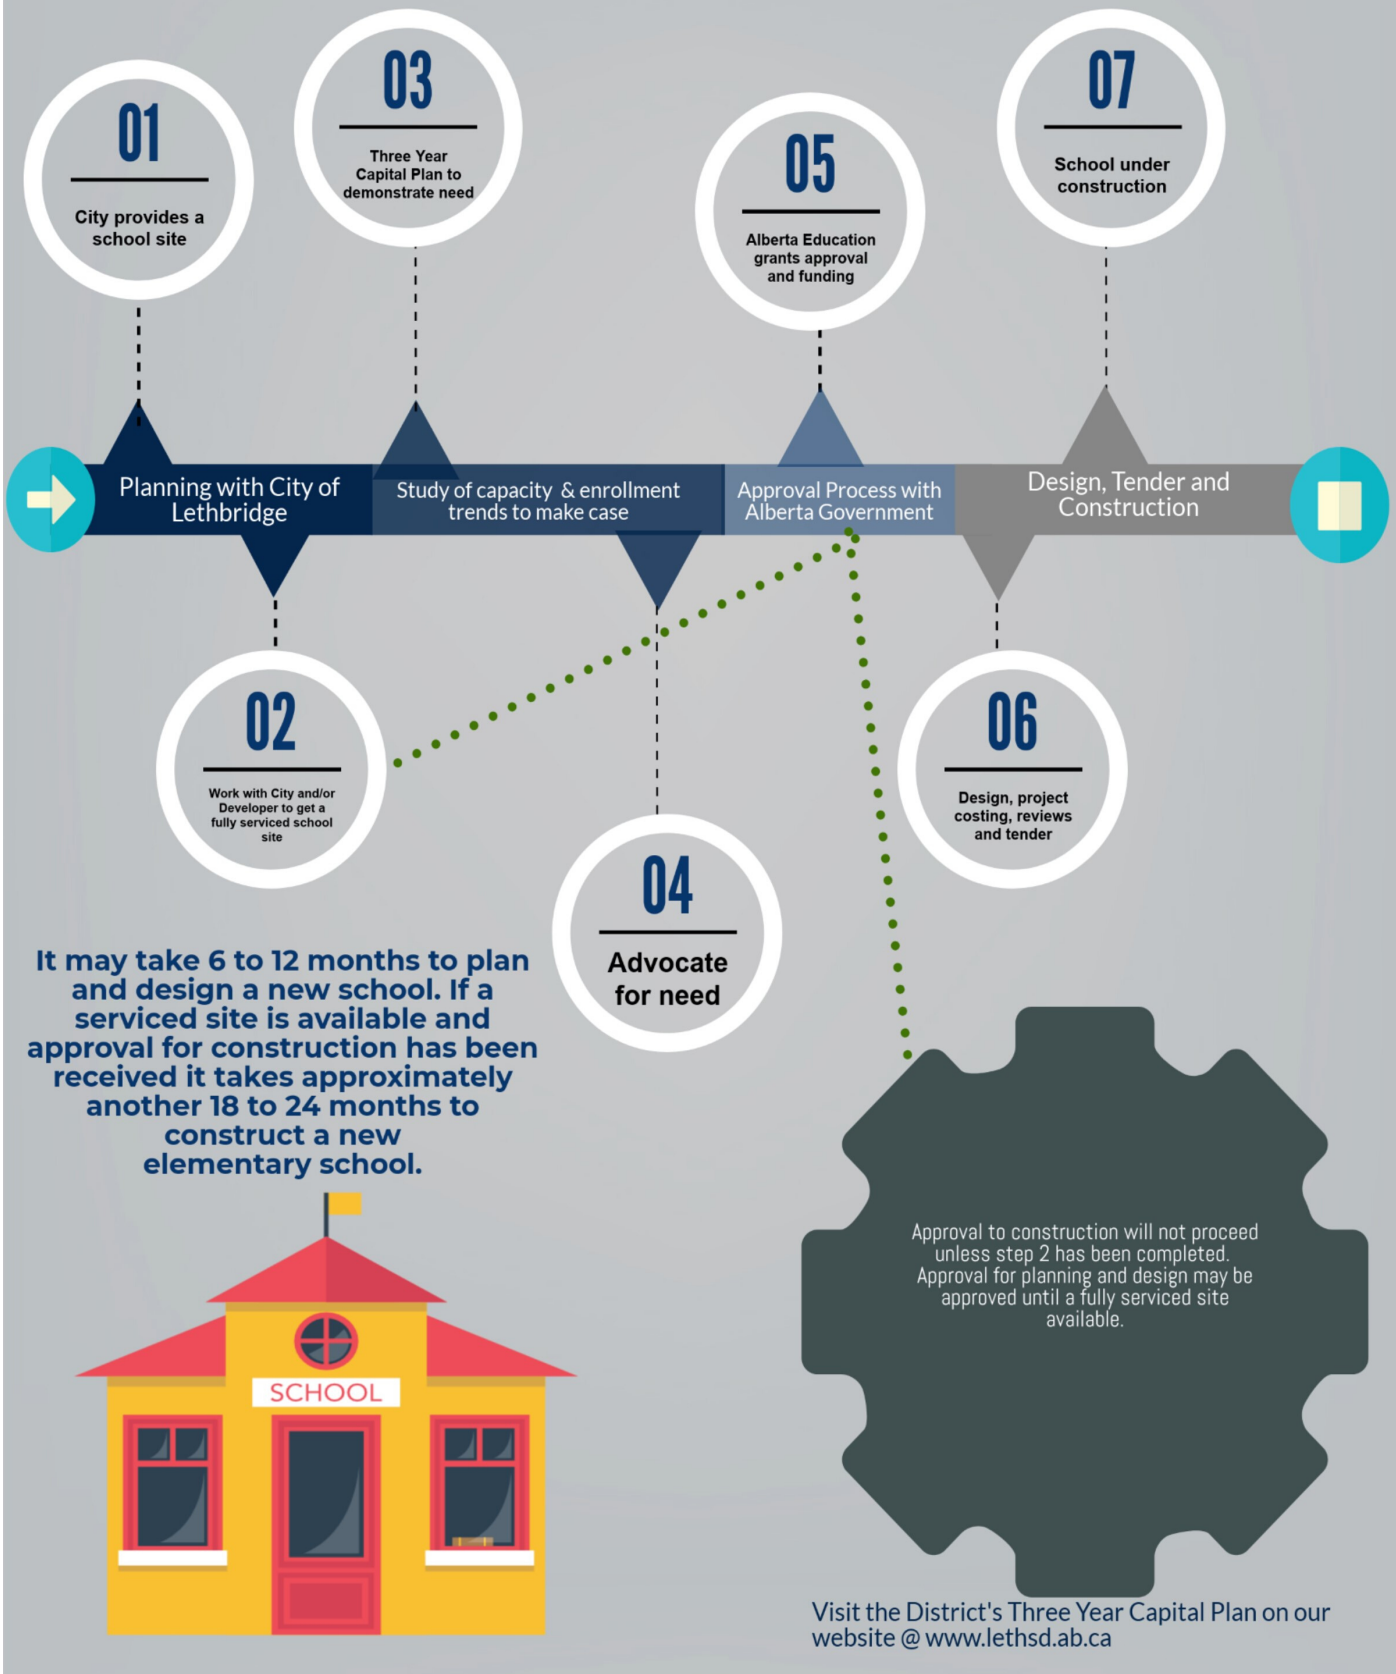 01
City provides a
school site
03
Three Year
Capital Plan to
demonstrate need
05
Alberta Education
grants approval
and funding
07
School under
construction
Planning with City of
Lethbridge
Study of capacity & enrollment
trends to make case
Approval Process with
Alberta Government
Design, Tender and
Construction
02
Work with City and/or
Developer to get a
fully serviced school
site
04
Advocate
for need
06
Design, project
costing, reviews
and tender
It may take 6 to 12 months to plan
and design a new school. If a
serviced site is available and
approval for construction has been
received it takes approximately
another 18 to 24 months to
construct a new
elementary school.
SCHOOL
Approval to construction will not proceed
unless step 2 has been completed.
Approval for planning and design may be
approved until a fully serviced site
available.
Visit the District's Three Year Capital Plan on our
website @ www.lethsd.ab.ca